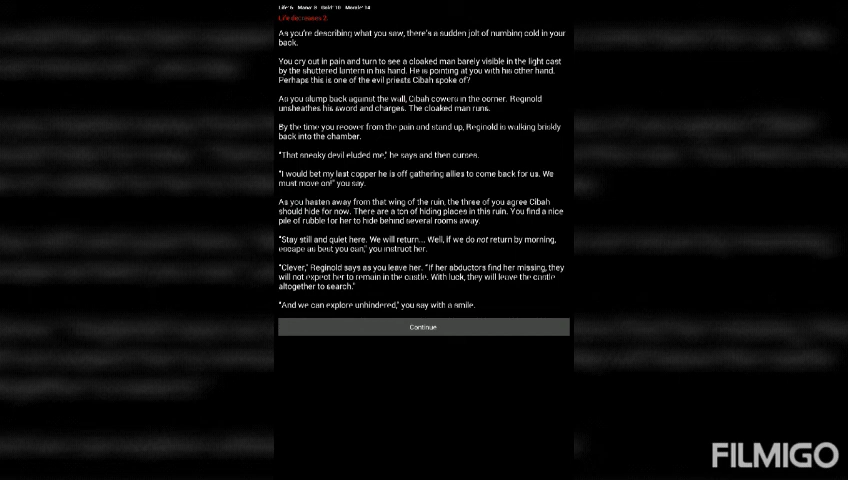 Life: 6 Mana: 8 Gold: 10 Morale: 14
Life decreases 2.
As you're describing what you saw, there's a sudden jolt of numbing cold in your
back.
You cry out in pain and turn to see a cloaked man barely visible in the light cast
by the shuttered lantern in his hand. He is pointing at you with his other hand.
Perhaps this is one of the evil priests Cibah spoke of?
As you slump back against the wall, Cibah cowers in the corner. Reginold
unsheathes his sword and charges. The cloaked man runs.
By the time you recover from the pain and stand up, Reginold is walking briskly
back into the chamber.
"That sneaky devil eluded me," he says and then curses.
"I would bet my last copper he is off gathering allies to come back for us. We
must move on!" you say.
As you hasten away from that wing of the ruin, the three of you agree Cibah
should hide for now. There are a ton of hiding places in this ruin. You find a nice
pile of rubble for her to hide behind several rooms away.
"Stay still and quiet here. We will return... Well, if we do not return by morning,
escape as best you can," you instruct her.
"Clever," Reginold says as you leave her. "If her abductors find her missing, they
will not expect her to remain in the castle. With luck, they will leave the castle
altogether to search."
"And we can explore unhindered," you say with a smile.
Continue
FILMIGO